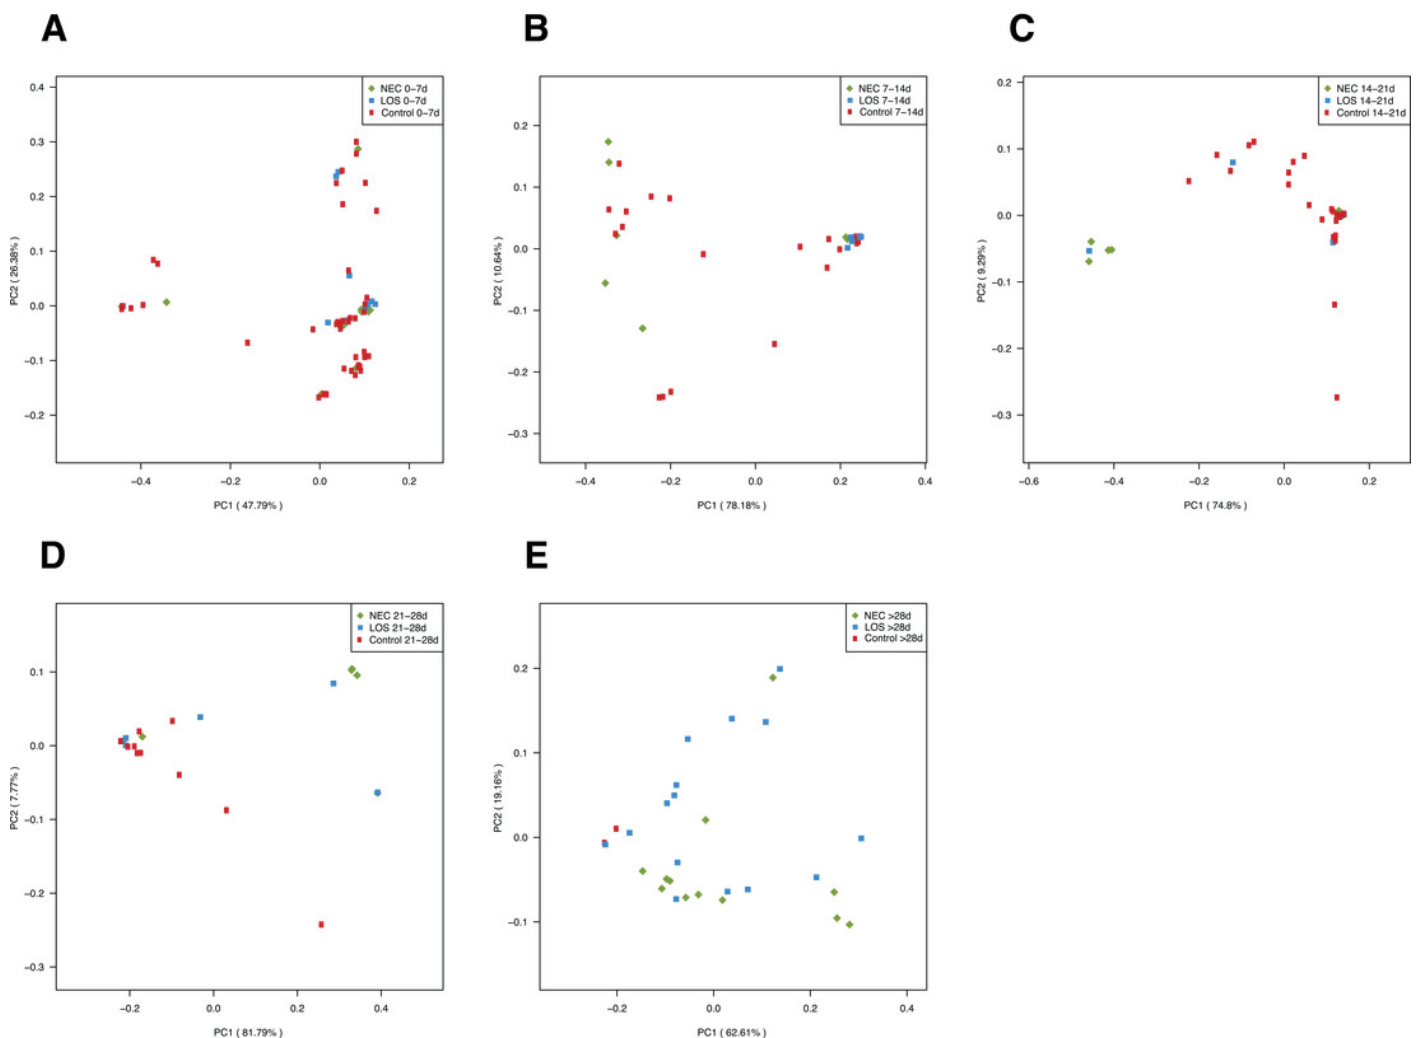 A
B
C
NEC 0−7d
LOS 0−7d
Control 0−7d
0.4
0.3
0.2
0.1
0.0
−0.1
−0.2
PC2 ( 26.38% )
−0.4
−0.2
0.0
0.2
PC1 ( 47.79% )
NEC 7−14d
LOS 7−14d
Control 7−14d
0.2
0.1
0.0
−0.1
−0.2
−0.3
PC2 ( 10.64% )
−0.4
−0.2
0.0
0.2
0.4
PC1 ( 78.18% )
NEC 14−21d
LOS 14−21d
Control 14−21d
0.2
0.1
0.0
−0.1
−0.2
−0.3
PC2 ( 9.29% )
−0.6
−0.4
−0.2
0.0
0.2
PC1 ( 74.8% )
D
E
NEC 21−28d
LOS 21−28d
Control 21−28d
0.1
0.0
−0.1
−0.2
−0.3
PC2 ( 7.77% )
−0.2
0.0
0.2
0.4
PC1 ( 81.79% )
NEC >28d
LOS >28d
Control >28d
0.2
0.1
0.0
−0.1
PC2 ( 19.16% )
−0.2
0.0
0.2
0.4
PC1 ( 62.61% )